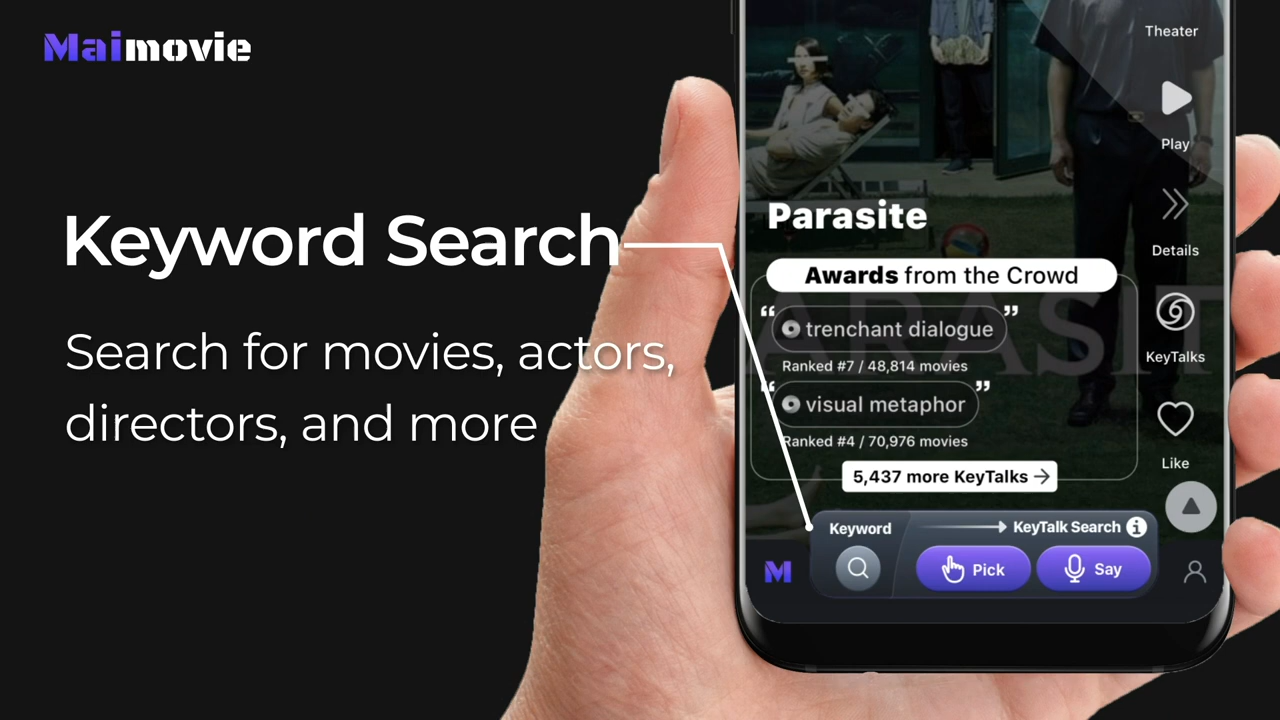 Maimovie
Keyword Search
Search for movies, actors,
directors, and more
Theater
Play
Details
KeyTalks
Like
Parasite
Awards from the Crowd
PARASIT
“ trenchant dialogue ”
Ranked #7 / 48,814 movies
“ visual metaphor ”
Ranked #4 / 70,976 movies
5,437 more KeyTalks →
Keyword
KeyTalk Search i
M
Pick
Say